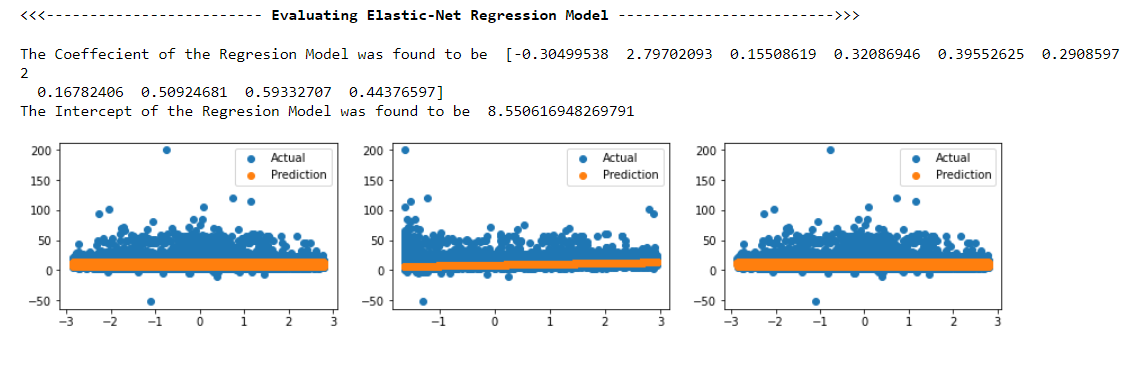 <<<------------------------- Evaluating Elastic-Net Regression Model ------------------------->>>
The Coeffecient of the Regresion Model was found to be  [-0.30499538  2.79702093  0.15508619  0.32086946  0.39552625  0.2908597
2
  0.16782406  0.50924681  0.59332707  0.44376597]
The Intercept of the Regresion Model was found to be  8.550616948269791
200
150
100
50
0
−50
−3 −2 −1 0 1 2 3
Actual
Prediction
200
150
100
50
0
−50
−1 0 1 2 3
Actual
Prediction
200
150
100
50
0
−50
−3 −2 −1 0 1 2 3
Actual
Prediction